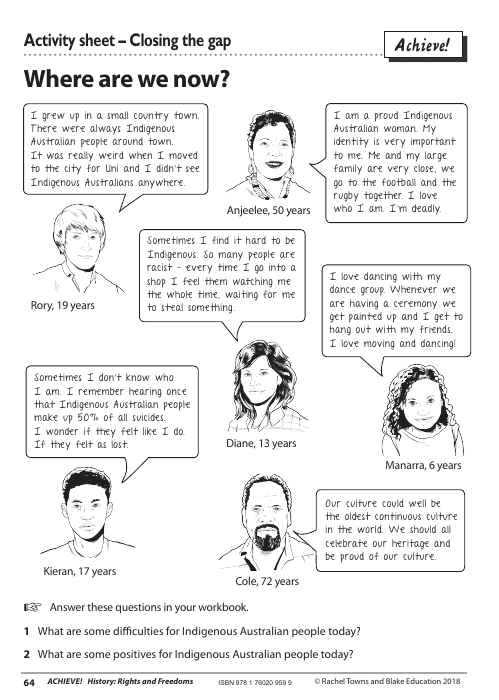 Activity sheet – Closing the gap
Achieve!
Where are we now?
I grew up in a small country town.
There were always Indigenous
Australian people around town.
It was really weird when I moved
to the city for Uni and I didn't see
Indigenous Australians anywhere.
Rory, 19 years
Anjeelee, 50 years
I am a proud Indigenous
Australian woman. My
identity is very important
to me. Me and my large
family are very close, we
go to the football and the
rugby together. I love
who I am. I'm deadly.
Sometimes I find it hard to be
Indigenous. So many people are
racist - every time I go into a
shop I feel them watching me
the whole time, waiting for me
to steal something.
Diane, 13 years
I love dancing with my
dance group. Whenever we
are having a ceremony we
get painted up and I get to
hang out with my friends.
I love moving and dancing!
Manarra, 6 years
Sometimes I don't know who
I am. I remember hearing once
that Indigenous Australian people
make up 50% of all suicides.
I wonder if they felt like I do.
If they felt as lost.
Kieran, 17 years
Our culture could well be
the oldest continuous culture
in the world. We should all
celebrate our heritage and
be proud of our culture.
Cole, 72 years
☞ Answer these questions in your workbook.
1 What are some difficulties for Indigenous Australian people today?
2 What are some positives for Indigenous Australian people today?
64 ACHIEVE! History: Rights and Freedoms ISBN 978 1 76020 959 9 © Rachel Towns and Blake Education 2018